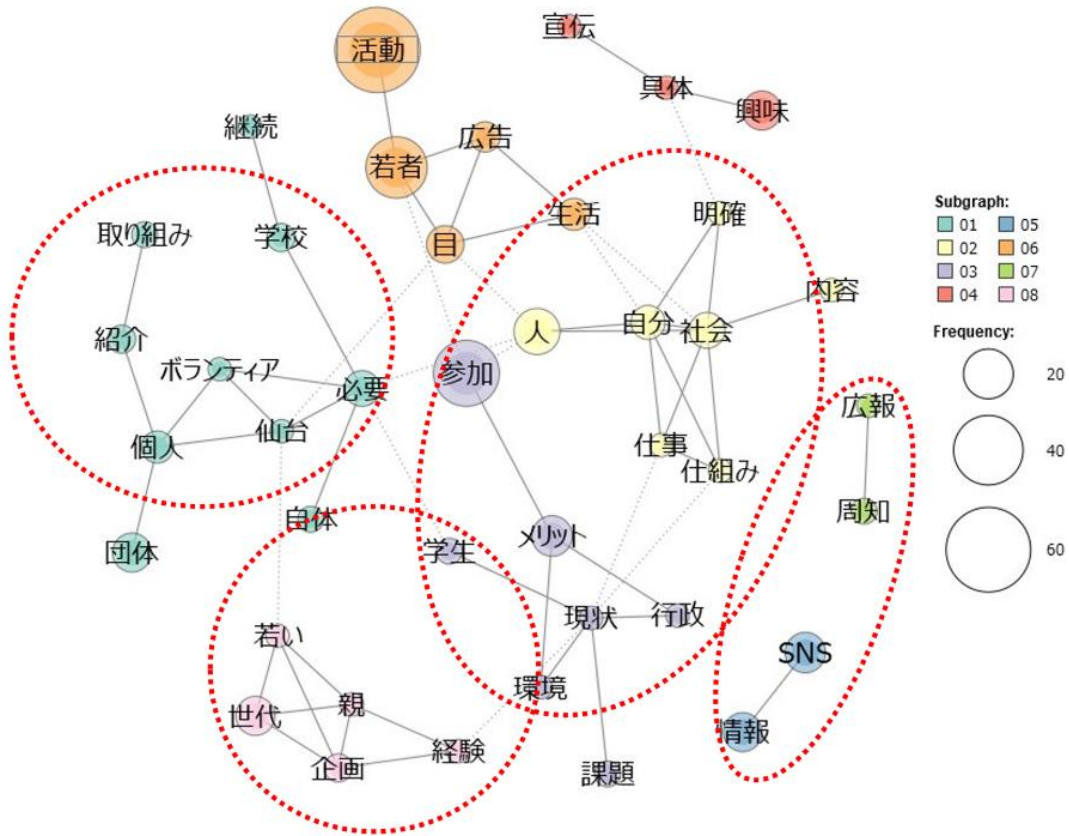 宣伝
活動
具体
興味
継続
広告
若者
生活
明確
取り組み
学校
目
内容
自分
社会
人
紹介
ボランティア
必要
参加
広報
個人
仙台
仕事
仕組み
周知
自体
団体
学生
メリット
現状
行政
若い
SNS
環境
世代
親
情報
経験
企画
課題
Subgraph:
01 05
02 06
03 07
04 08
Frequency:
20
40
60